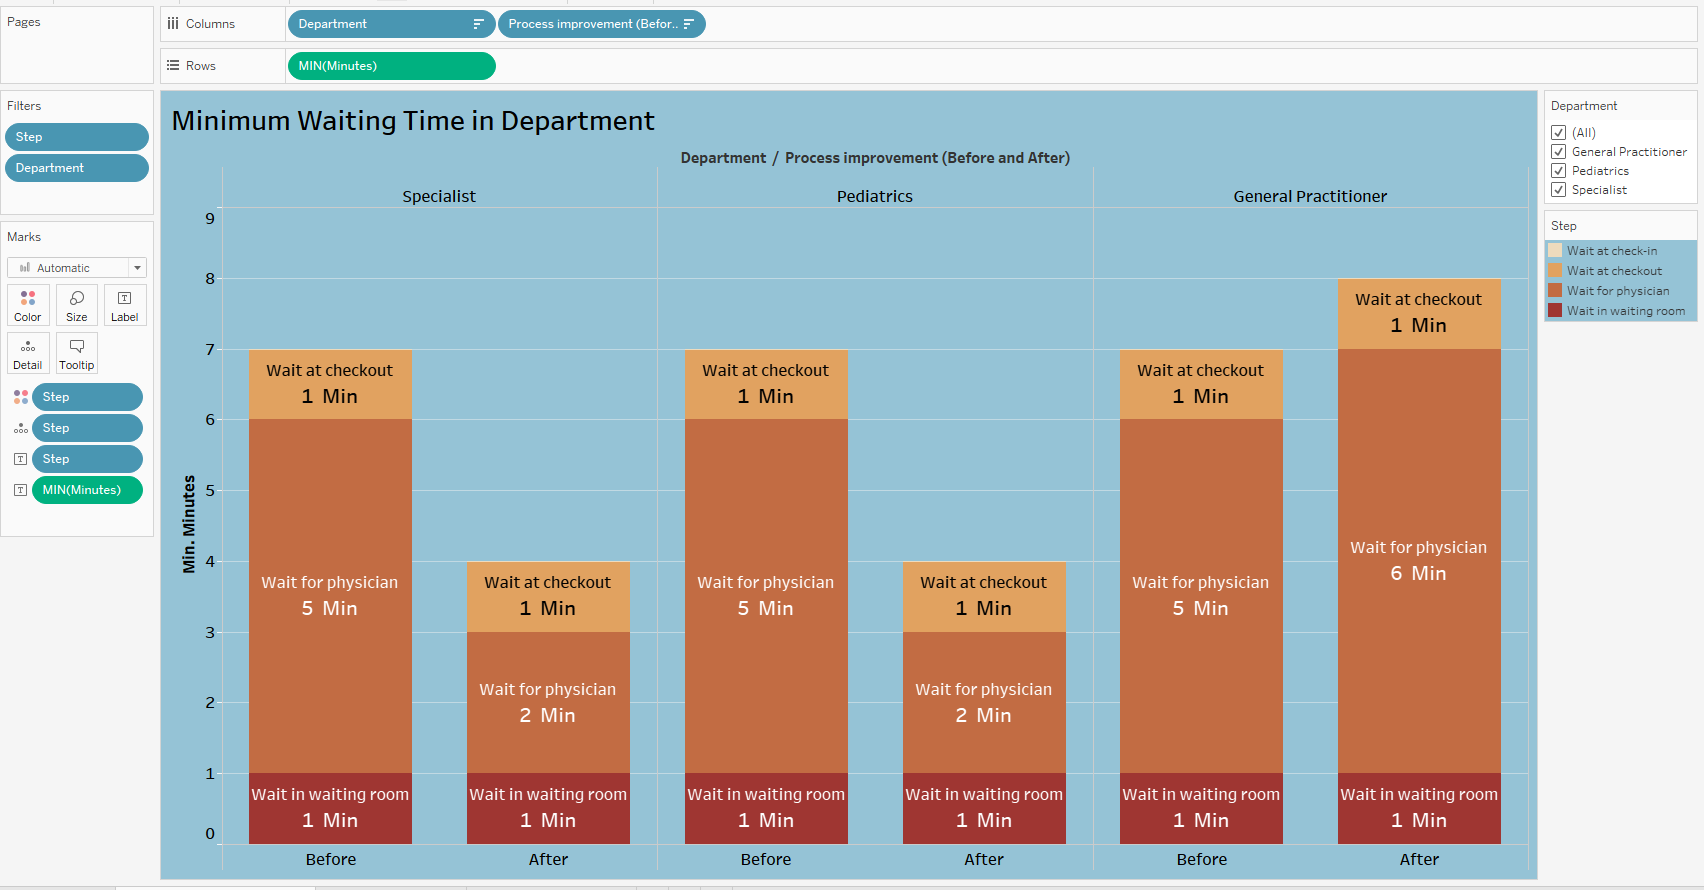 Pages
Columns
Department
Process improvement (Befor..
Rows
MIN(Minutes)
Filters
Step
Department
Marks
Automatic
Color
Size
Label
Detail
Tooltip
Step
Step
Step
MIN(Minutes)
Minimum Waiting Time in Department
Department / Process improvement (Before and After)
Specialist
Pediatrics
General Practitioner
Min. Minutes
9
8
7
6
5
4
3
2
1
0
Wait at checkout
1 Min
Wait for physician
5 Min
Wait in waiting room
1 Min
Before
Wait at checkout
1 Min
Wait for physician
2 Min
Wait in waiting room
1 Min
After
Wait at checkout
1 Min
Wait for physician
5 Min
Wait in waiting room
1 Min
Before
Wait at checkout
1 Min
Wait for physician
2 Min
Wait in waiting room
1 Min
After
Wait at checkout
1 Min
Wait for physician
5 Min
Wait in waiting room
1 Min
Before
Wait at checkout
1 Min
Wait for physician
6 Min
Wait in waiting room
1 Min
After
Department
(All)
General Practitioner
Pediatrics
Specialist
Step
Wait at check-in
Wait at checkout
Wait for physician
Wait in waiting room